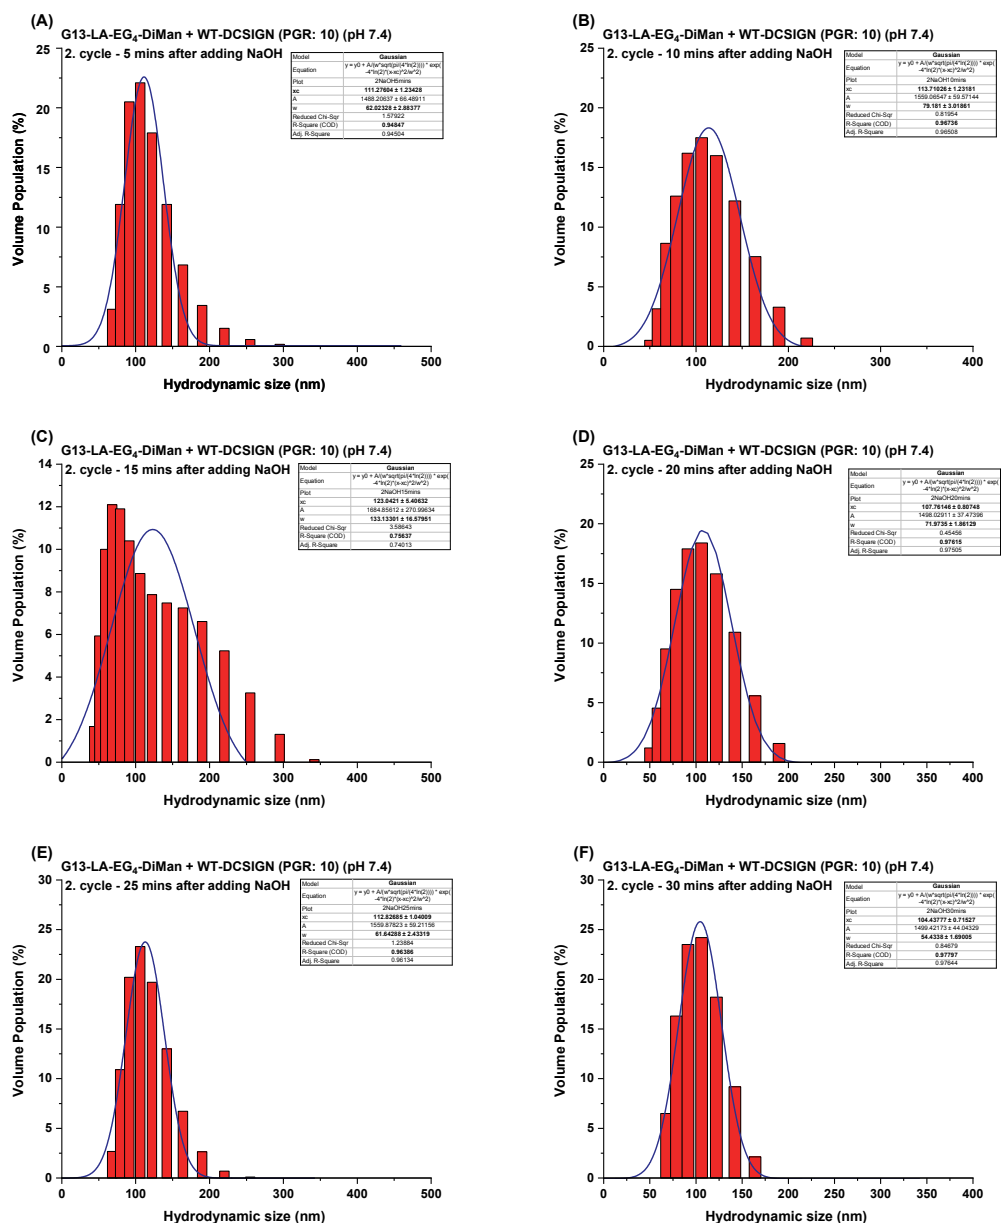 (A)
G13-LA-EG4-DiMan + WT-DCSIGN (PGR: 10) (pH 7.4)
2. cycle - 5 mins after adding NaOH
Model Gaussian
Equation y = y0 + A/(w*sqrt(pi/(4*ln(2)))) * exp(
-4*ln(2)*(x-xc)^2/w^2)
Plot 2NaOH5mins
xc 111.27604 ± 1.23428
A 1488.20637 ± 66.48911
w 62.02328 ± 2.88377
Reduced Chi-Sqr 1.57922
R-Square (COD) 0.94847
Adj. R-Square 0.94504
25
20
15
10
5
0
Volume Population (%)
0 100 200 300 400 500
Hydrodynamic size (nm)
(B)
G13-LA-EG4-DiMan + WT-DCSIGN (PGR: 10) (pH 7.4)
2. cycle - 10 mins after adding NaOH
Model Gaussian
Equation y = y0 + A/(w*sqrt(pi/(4*ln(2)))) * exp(
-4*ln(2)*(x-xc)^2/w^2)
Plot 2NaOH10mins
xc 113.71026 ± 1.23181
A 1559.06547 ± 59.57144
w 79.181 ± 3.01861
Reduced Chi-Sqr 0.81954
R-Square (COD) 0.96736
Adj. R-Square 0.96508
25
20
15
10
5
0
Volume Population (%)
0 50 100 150 200 250 300 350 400
Hydrodynamic size (nm)
(C)
G13-LA-EG4-DiMan + WT-DCSIGN (PGR: 10) (pH 7.4)
2. cycle - 15 mins after adding NaOH
Model Gaussian
Equation y = y0 + A/(w*sqrt(pi/(4*ln(2)))) * exp(
-4*ln(2)*(x-xc)^2/w^2)
Plot 2NaOH15mins
xc 123.0421 ± 5.40632
A 1684.85612 ± 270.99634
w 133.13301 ± 16.57951
Reduced Chi-Sqr 3.58643
R-Square (COD) 0.75637
Adj. R-Square 0.74013
14
12
10
8
6
4
2
0
Volume Population (%)
0 100 200 300 400 500
Hydrodynamic size (nm)
(D)
G13-LA-EG4-DiMan + WT-DCSIGN (PGR: 10) (pH 7.4)
2. cycle - 20 mins after adding NaOH
Model Gaussian
Equation y = y0 + A/(w*sqrt(pi/(4*ln(2)))) * exp(
-4*ln(2)*(x-xc)^2/w^2)
Plot 2NaOH20mins
xc 107.76146 ± 0.80748
A 1498.02911 ± 37.47396
w 71.9735 ± 1.86129
Reduced Chi-Sqr 0.45456
R-Square (COD) 0.97615
Adj. R-Square 0.97505
25
20
15
10
5
0
Volume Population (%)
0 50 100 150 200 250 300 350 400
Hydrodynamic size (nm)
(E)
G13-LA-EG4-DiMan + WT-DCSIGN (PGR: 10) (pH 7.4)
2. cycle - 25 mins after adding NaOH
Model Gaussian
Equation y = y0 + A/(w*sqrt(pi/(4*ln(2)))) * exp(
-4*ln(2)*(x-xc)^2/w^2)
Plot 2NaOH25mins
xc 112.82685 ± 1.04009
A 1559.87823 ± 59.21156
w 61.64288 ± 2.43319
Reduced Chi-Sqr 1.23884
R-Square (COD) 0.96386
Adj. R-Square 0.96134
30
25
20
15
10
5
0
Volume Population (%)
0 100 200 300 400 500
Hydrodynamic size (nm)
(F)
G13-LA-EG4-DiMan + WT-DCSIGN (PGR: 10) (pH 7.4)
2. cycle - 30 mins after adding NaOH
Model Gaussian
Equation y = y0 + A/(w*sqrt(pi/(4*ln(2)))) * exp(
-4*ln(2)*(x-xc)^2/w^2)
Plot 2NaOH30mins
xc 104.43777 ± 0.71527
A 1499.42173 ± 44.04329
w 54.4338 ± 1.69005
Reduced Chi-Sqr 0.84679
R-Square (COD) 0.97797
Adj. R-Square 0.97644
30
25
20
15
10
5
0
Volume Population (%)
0 50 100 150 200 250 300 350 400
Hydrodynamic size (nm)